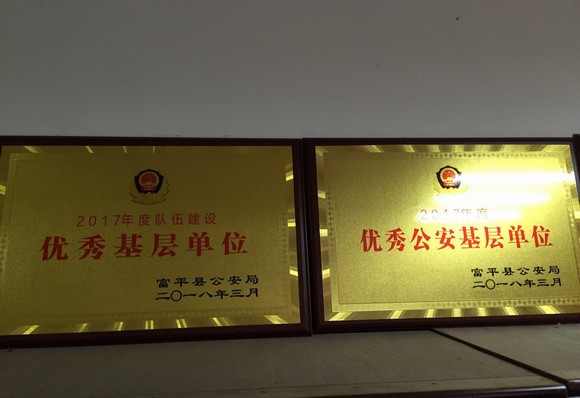 2017年度队伍建设
优秀基层单位
富平县公安局
二〇一八年三月
2017年度
优秀公安基层单位
富平县公安局
二〇一八年三月